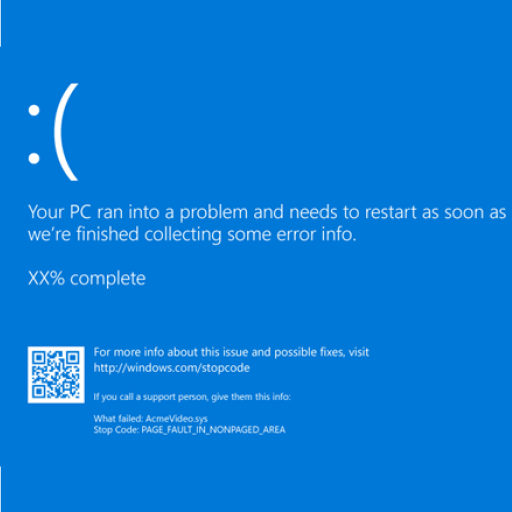 :(
Your PC ran into a problem and needs to restart as soon as
we're finished collecting some error info.
XX% complete
For more info about this issue and possible fixes, visit
http://windows.com/stopcode
If you call a support person, give them this info:
What failed: AcmeVideo.sys
Stop Code: PAGE_FAULT_IN_NONPAGED_AREA